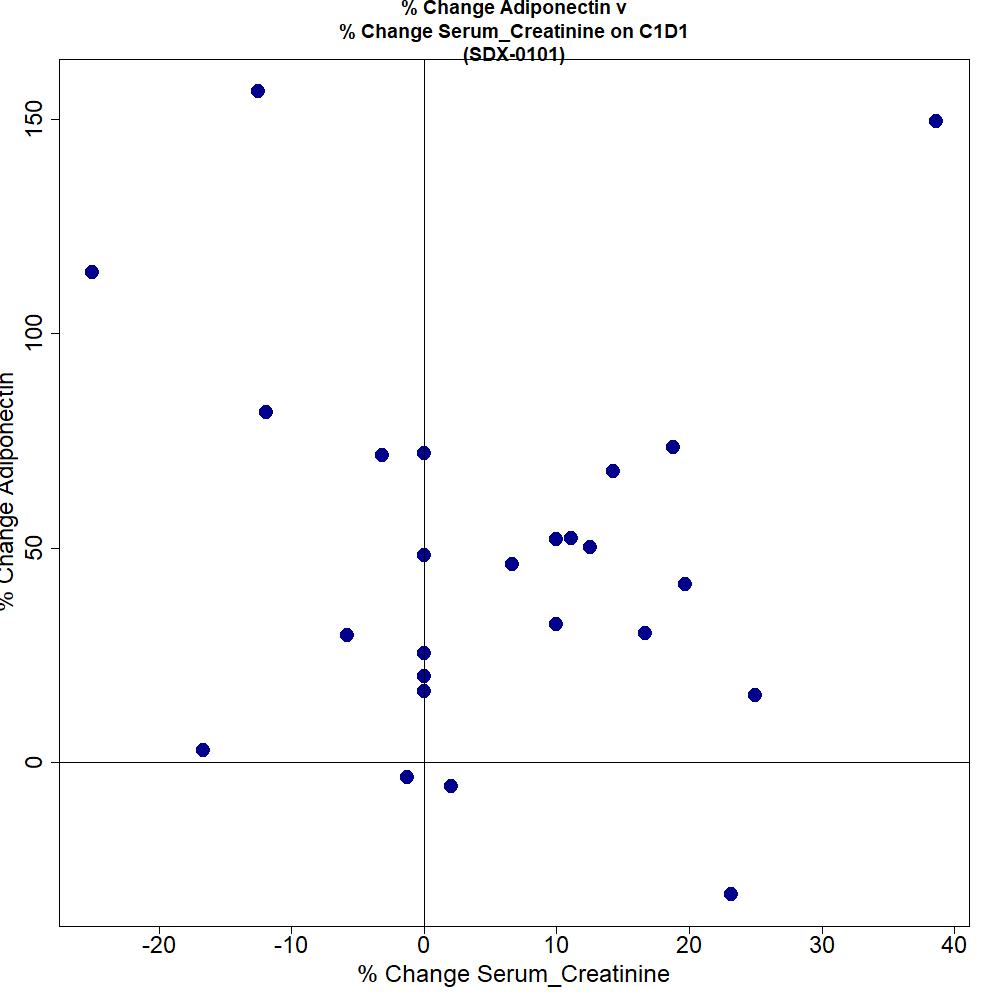 % Change Adiponectin v
% Change Serum_Creatinine on C1D1
(SDX-0101)
% Change Adiponectin
150
100
50
0
-20
-10
0
10
20
30
40
% Change Serum_Creatinine